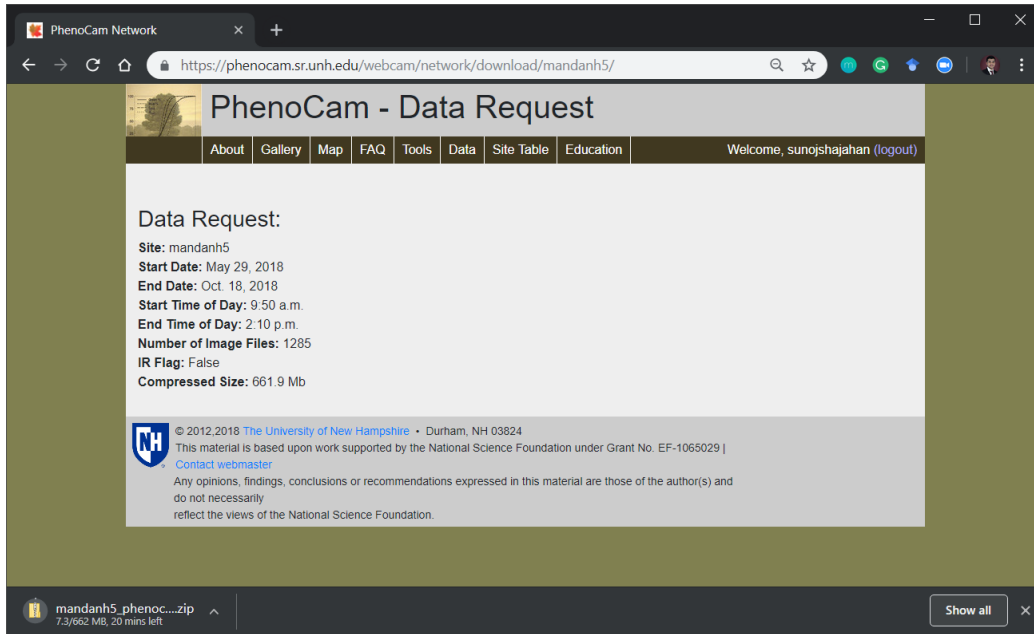 PhenoCam Network
https://phenocam.sr.unh.edu/webcam/network/download/mandanh5/
PhenoCam - Data Request
About Gallery Map FAQ Tools Data Site Table Education Welcome, sunojshajahan (logout)
Data Request:
Site: mandanh5
Start Date: May 29, 2018
End Date: Oct. 18, 2018
Start Time of Day: 9:50 a.m.
End Time of Day: 2:10 p.m.
Number of Image Files: 1285
IR Flag: False
Compressed Size: 661.9 Mb
NH
© 2012,2018 The University of New Hampshire • Durham, NH 03824
This material is based upon work supported by the National Science Foundation under Grant No. EF-1065029 |
Contact webmaster
Any opinions, findings, conclusions or recommendations expressed in this material are those of the author(s) and
do not necessarily
reflect the views of the National Science Foundation.
mandanh5_phenoc....zip
7.3/662 MB, 20 mins left
Show all